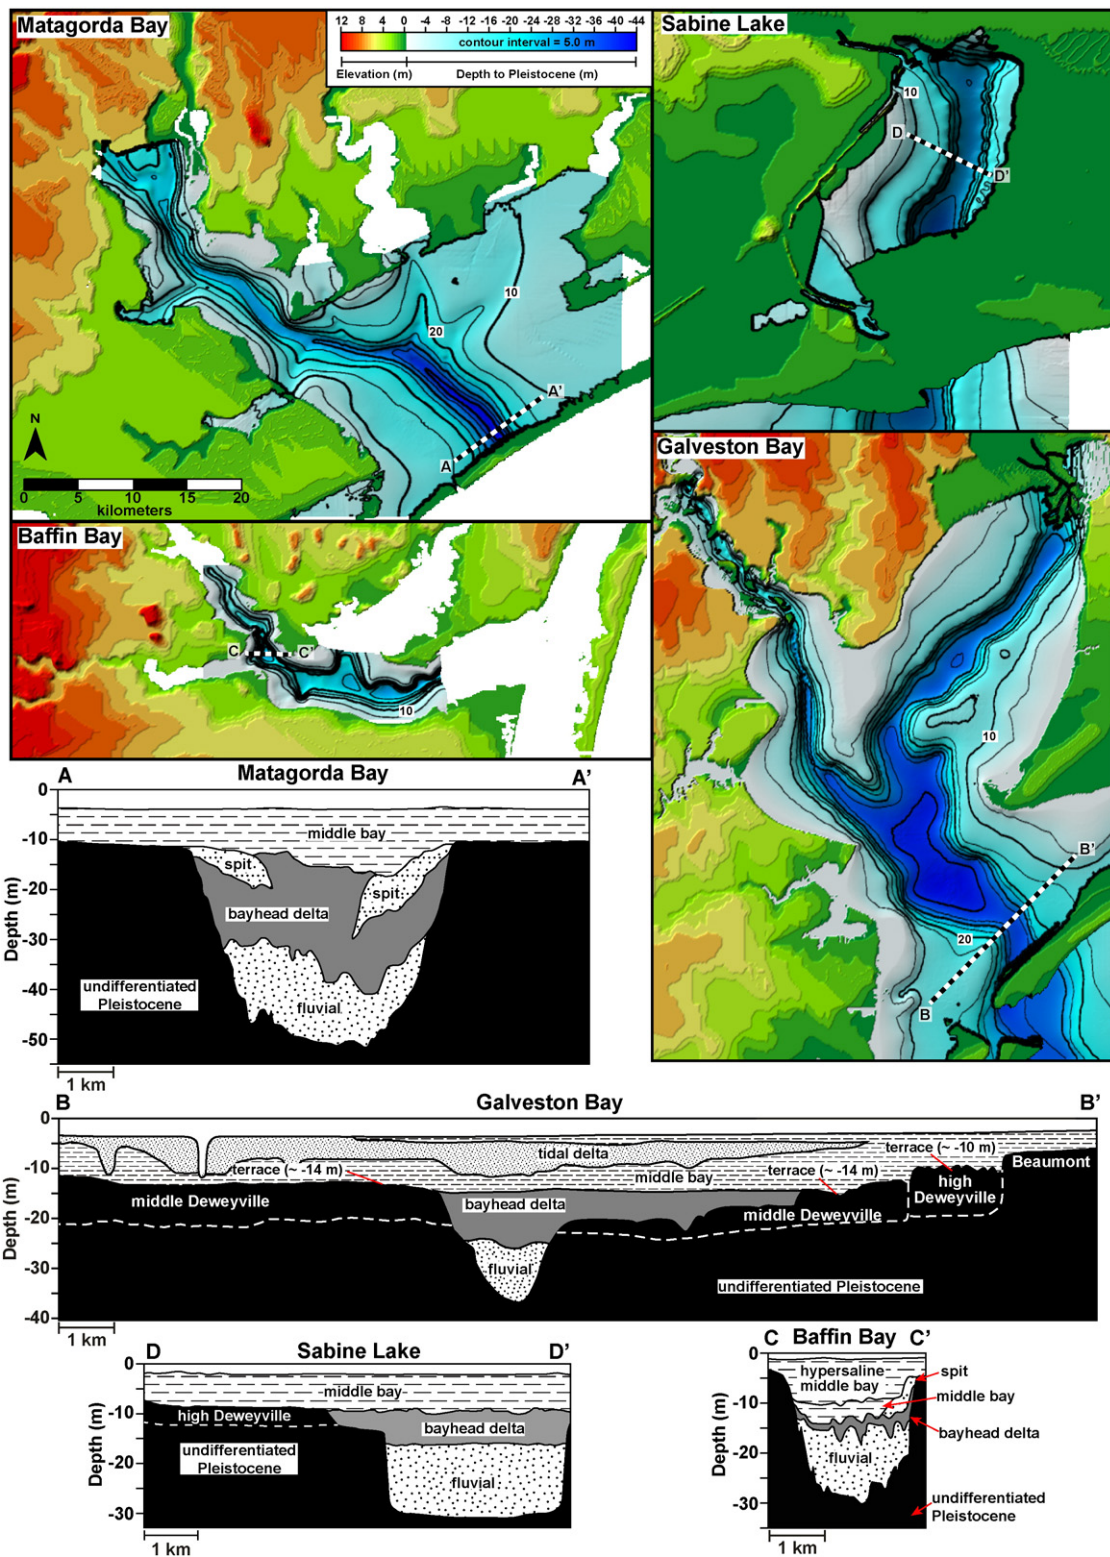 Matagorda Bay
12 8 4 0 -4 -8 -12 -16 -20 -24 -28 -32 -36 -40 -44
contour interval = 5.0 m
Elevation (m) Depth to Pleistocene (m)
10
20
A'
A
N
0 5 10 15 20
kilometers
Sabine Lake
10
D
D'
Baffin Bay
C
C'
10
Galveston Bay
10
B'
20
B
A Matagorda Bay A'
0
-10
-20
-30
-40
-50
Depth (m)
middle bay
spit
spit
bayhead delta
fluvial
undifferentiated
Pleistocene
1 km
B Galveston Bay B'
0
-10
-20
-30
-40
Depth (m)
tidal delta
terrace (~ -10 m)
terrace (~ -14 m)
middle bay
terrace (~ -14 m)
Beaumont
high
Deweyville
middle Deweyville
bayhead delta
middle Deweyville
fluvial
undifferentiated Pleistocene
1 km
D Sabine Lake D'
0
-10
-20
-30
Depth (m)
middle bay
high Deweyville
bayhead delta
undifferentiated
Pleistocene
fluvial
1 km
C Baffin Bay C'
0
-10
-20
-30
Depth (m)
hypersaline
middle bay
spit
middle bay
bayhead delta
fluvial
undifferentiated
Pleistocene
1 km